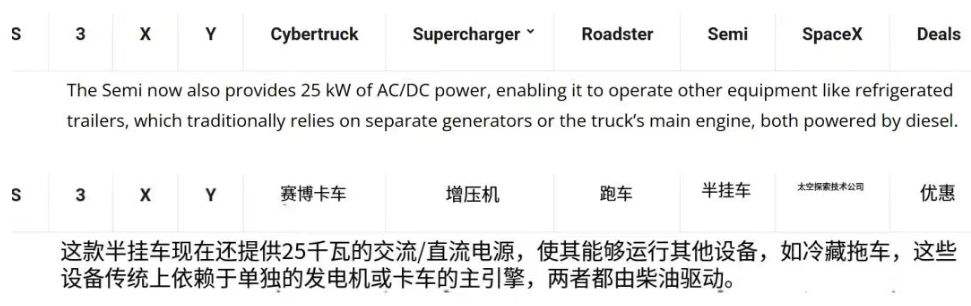 S 3 X Y Cybertruck Supercharger Roadster Semi SpaceX Deals
The Semi now also provides 25 kW of AC/DC power, enabling it to operate other equipment like refrigerated
trailers, which traditionally relies on separate generators or the truck’s main engine, both powered by diesel.
S 3 X Y 赛博卡车 增压机 跑车 半挂车 太空探索技术公司 优惠
这款半挂车现在还提供25千瓦的交流/直流电源，使其能够运行其他设备，如冷藏拖车，这些
设备传统上依赖于单独的发电机或卡车的主引擎，两者都由柴油驱动。